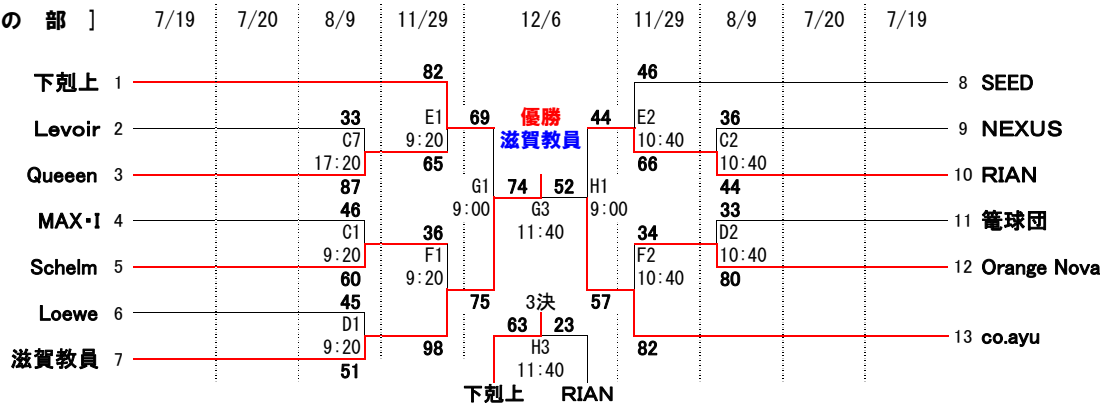 の 部 ] 7/19 7/20 8/9 11/29 12/6 11/29 8/9 7/20 7/19
82 46
下剋上 1 8 SEED
33 E1 69 優勝 44 E2 36
Levoir 2 C7 9:20 滋賀教員 10:40 C2 9 NEXUS
17:20 65 66 10:40
Queeen 3 10 RIAN
87 G1 74 52 H1 44
46 9:00 G3 9:00 33
MAX・I 4 C1 36 11:40 34 D2 11 篭球団
9:20 F1 F2 10:40
Schelm 5 9:20 10:40 12 Orange Nova
60 80
45 75 3決 57
Loewe 6 D1 63 23 13 co.ayu
9:20 98 H3 82
滋賀教員 7 11:40
51
下剋上 RIAN